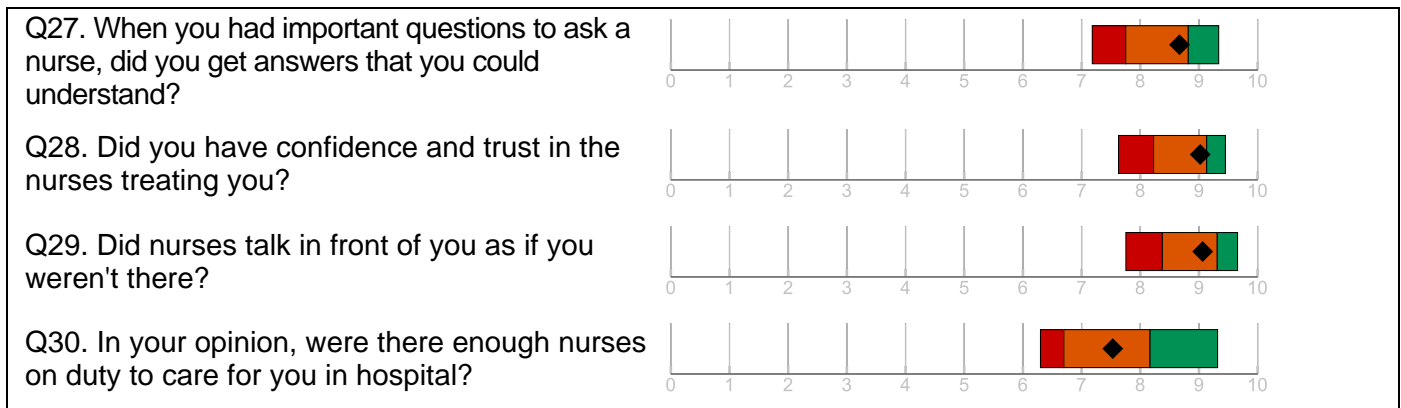 Q27. When you had important questions to ask a
nurse, did you get answers that you could
understand?
0 1 2 3 4 5 6 7 8 9 10
Q28. Did you have confidence and trust in the
nurses treating you?
0 1 2 3 4 5 6 7 8 9 10
Q29. Did nurses talk in front of you as if you
weren't there?
0 1 2 3 4 5 6 7 8 9 10
Q30. In your opinion, were there enough nurses
on duty to care for you in hospital?
0 1 2 3 4 5 6 7 8 9 10